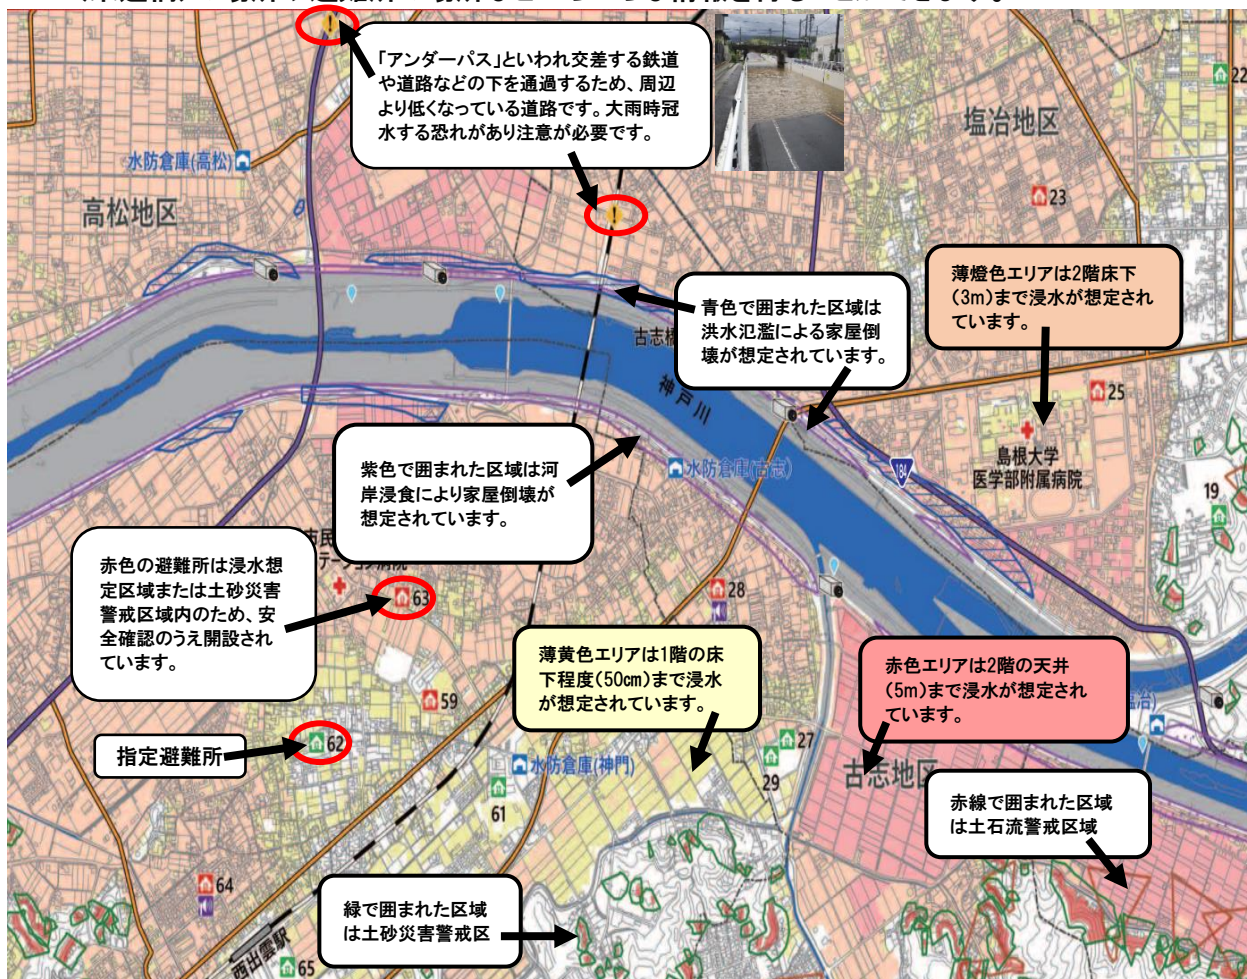 「アンダーパス」といわれ交差する鉄道
や道路などの下を通過するため、周辺
より低くなっている道路です。大雨時冠
水する恐れがあり注意が必要です。
22
塩冶地区
水防倉庫(高松)
高松地区
23
薄燈色エリアは2階床下
(3m)まで浸水が想定され
ています。
青色で囲まれた区域は
洪水氾濫による家屋倒
壊が想定されています。
古志橋
神戸川
25
島根大学
医学部附属病院
184
19
紫色で囲まれた区域は河
岸浸食により家屋倒壊が
想定されています。
水防倉庫(古志)
赤色の避難所は浸水想
定区域または土砂災害
警戒区域内のため、安
全確認のうえ開設され
ています。
63
28
薄黄色エリアは1階の床
下程度(50㎝)まで浸水
が想定されています。
赤色エリアは2階の天井
(5m)まで浸水が想定され
ています。
59
指定避難所
62
水防倉庫(神門)
61
27
29
古志地区
赤線で囲まれた区域
は土石流警戒区域
64
緑で囲まれた区域
は土砂災害警戒区
西出雲駅
65